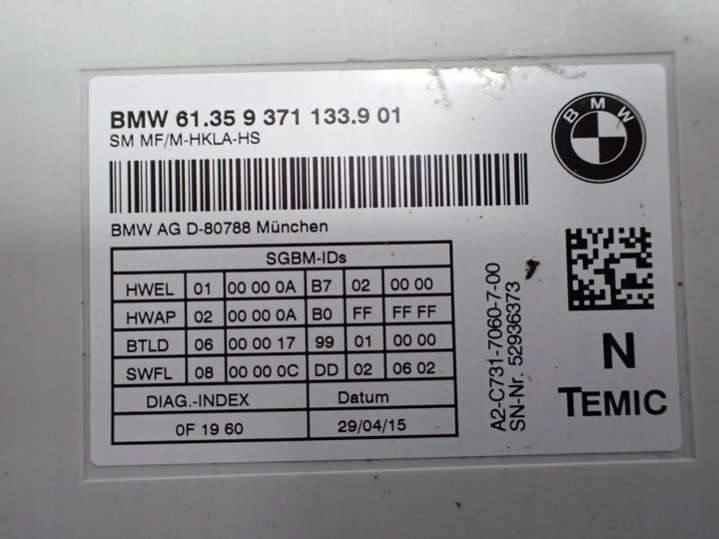 BMW 61.35 9 371 133.9 01
SM MF/M-HKLA-HS
BMW
BMW AG D-80788 München
SGBM-IDs
HWEL 01 00 00 0A B7 02 00 00
HWAP 02 00 00 0A B0 FF FF FF
BTLD 06 00 00 17 99 01 00 00
SWFL 08 00 00 0C DD 02 06 02
DIAG.-INDEX Datum
0F 19 60 29/04/15
A2-C731-7060-7-00
SN-Nr. 52936373
N
TEMIC